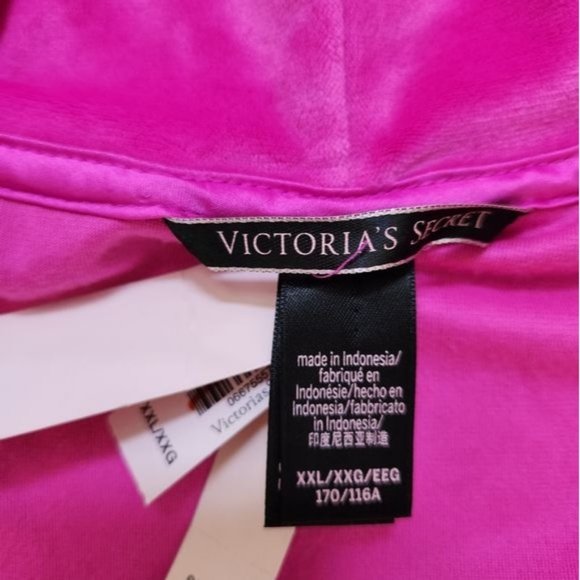 VICTORIA'S SECRET
made in Indonesia/
fabriqué en
Indonésie/hecho en
Indonesia/fabbricato
in Indonesia/
印度尼西亚制造
XXL/XXG/EEG
170/116A
Victoria's
XXL/XXG